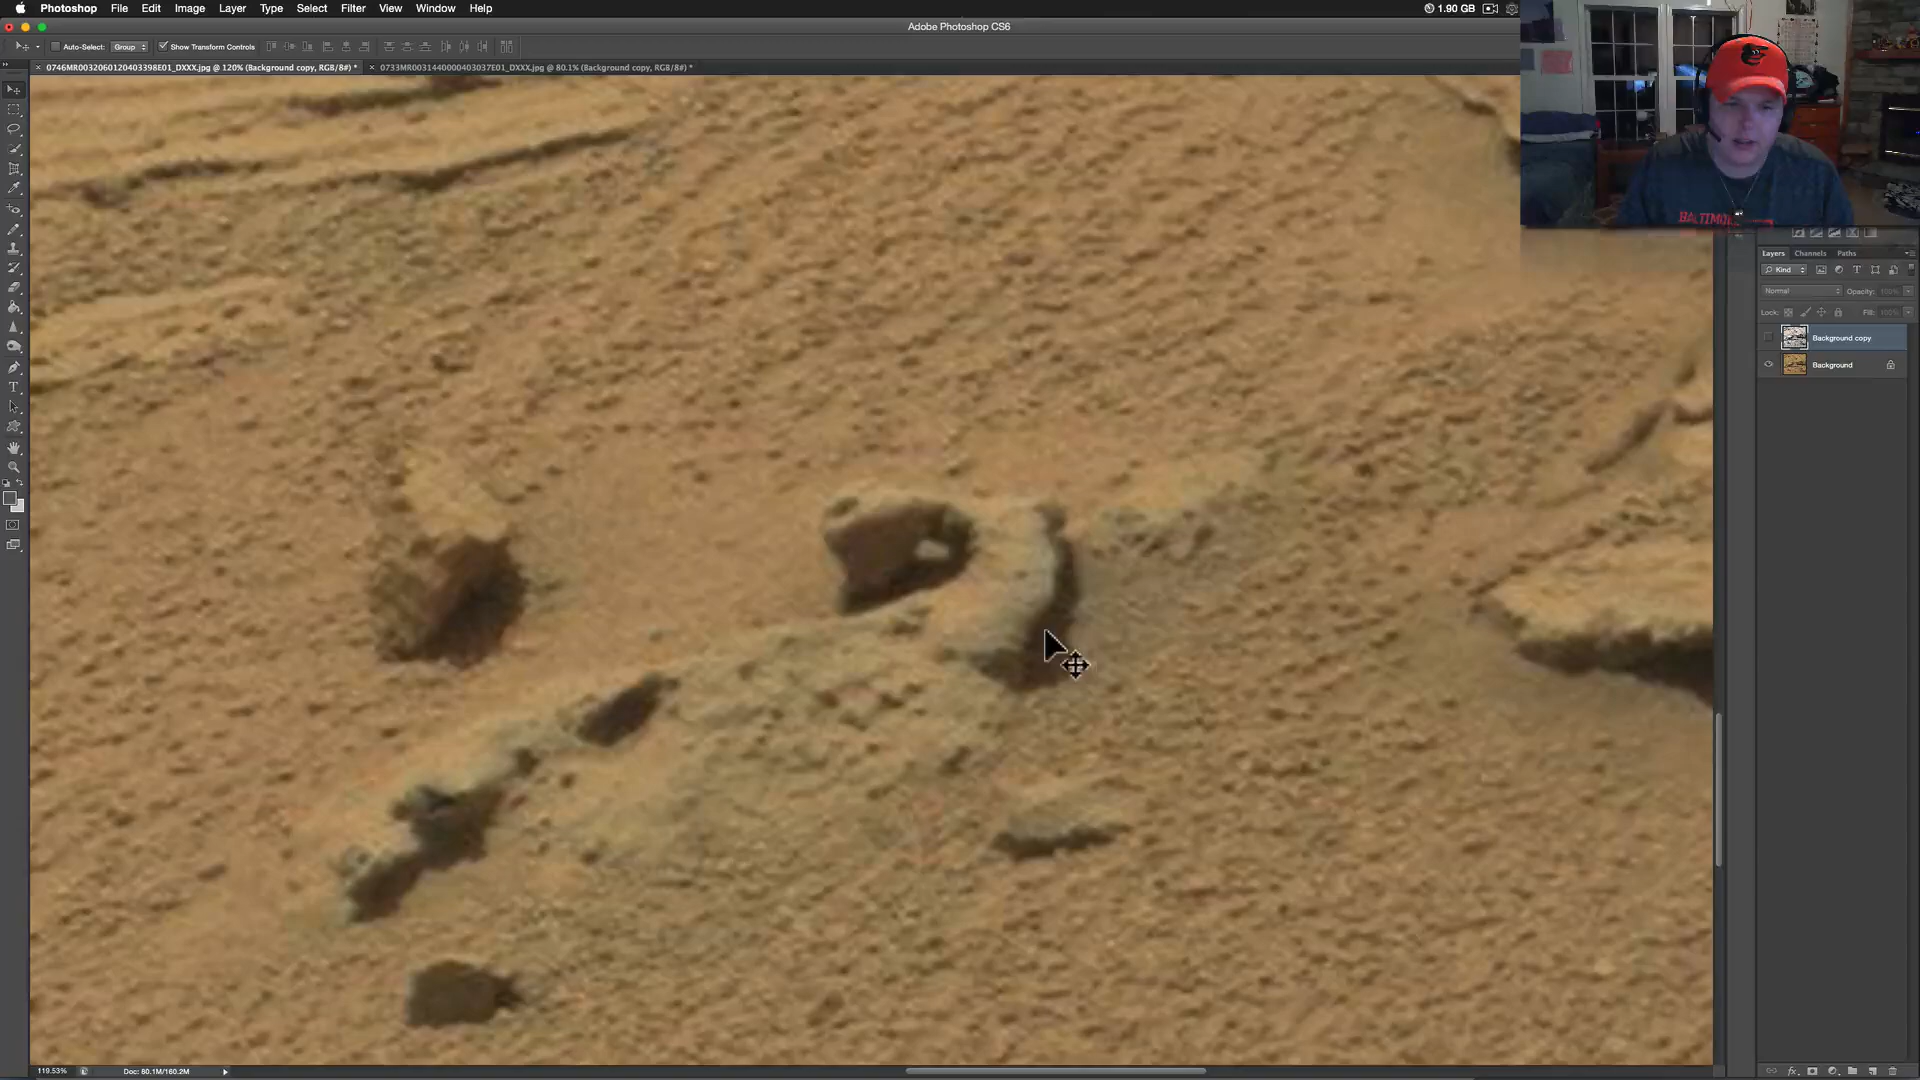 Photoshop File Edit Image Layer Type Select Filter View Window Help
1.90 GB
Adobe Photoshop CS6
Auto-Select: Group Show Transform Controls
0746MR0032060120403398E01_DXXX.jpg @ 120% (Background copy, RGB/8#) *
0733MR0031440000403037E01_DXXX.jpg @ 80.1% (Background copy, RGB/8#) *
Layers Channels Paths
Kind
Normal Opacity: 100%
Lock: Fill: 100%
Background copy
Background
119.53% Doc: 80.1M/160.2M